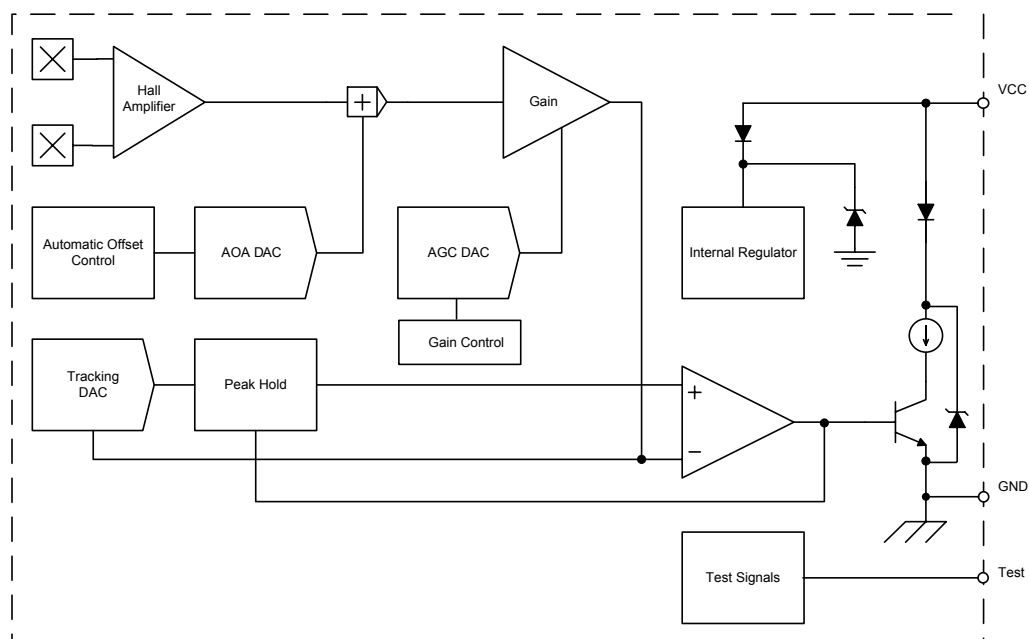 Hall
Amplifier
+
Gain
VCC
Automatic Offset
Control
AOA DAC
AGC DAC
Internal Regulator
Gain Control
Tracking
DAC
Peak Hold
+
−
GND
Test Signals
Test